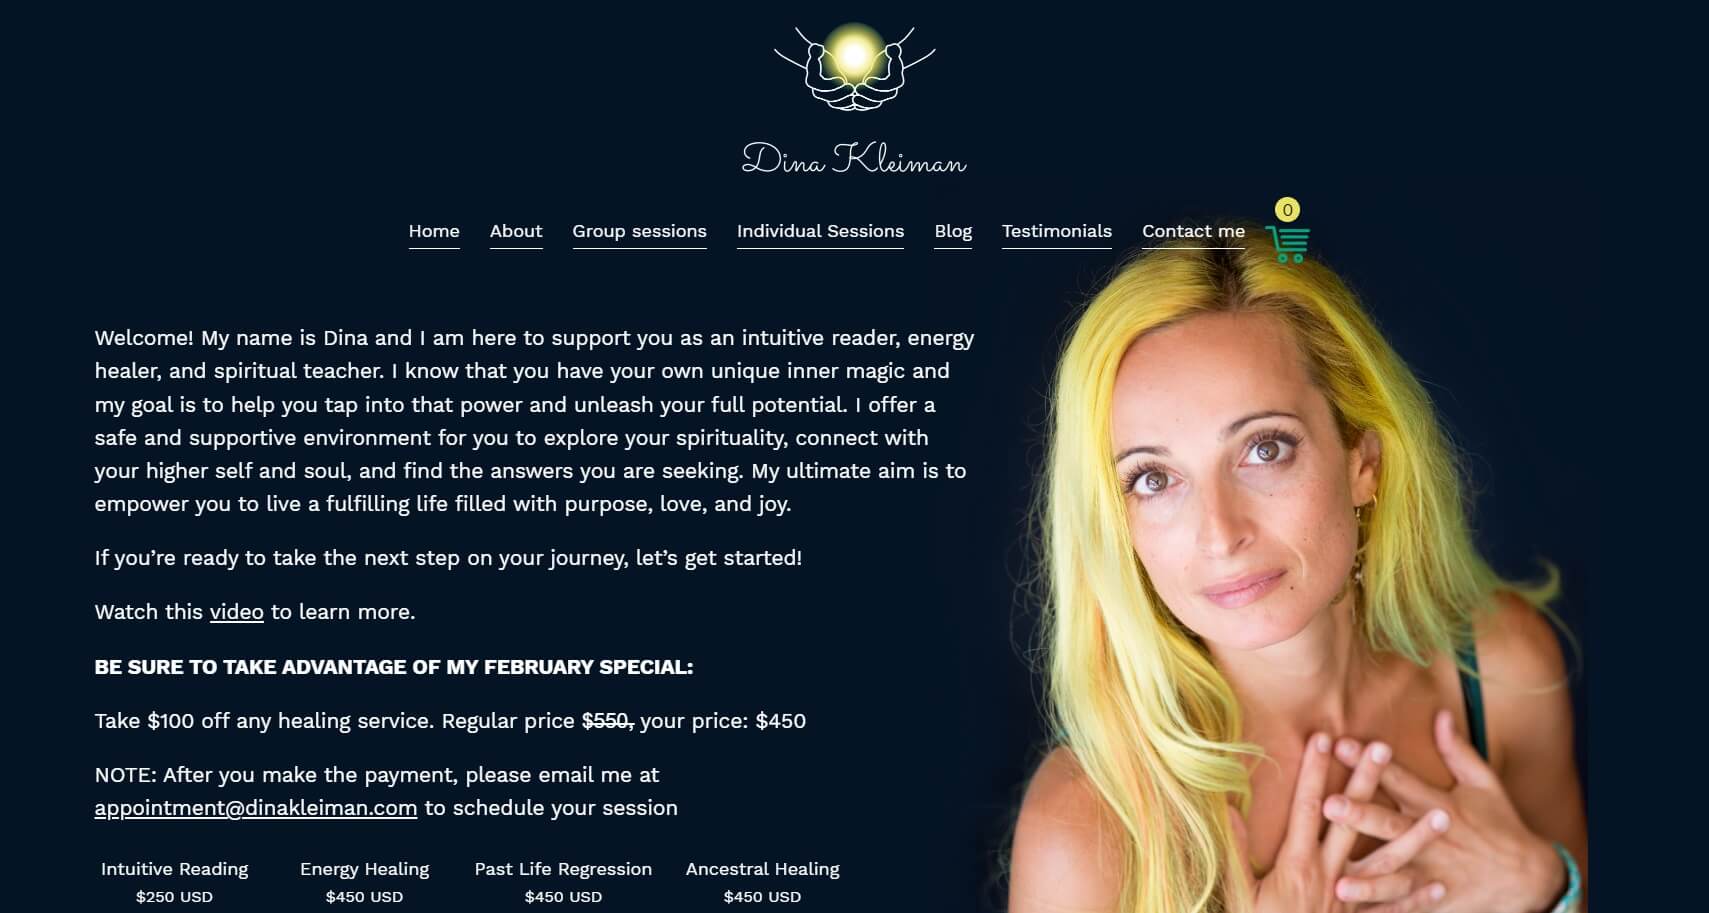 Dina Kleiman
0
Home About Group sessions Individual Sessions Blog Testimonials Contact me
Welcome! My name is Dina and I am here to support you as an intuitive reader, energy
healer, and spiritual teacher. I know that you have your own unique inner magic and
my goal is to help you tap into that power and unleash your full potential. I offer a
safe and supportive environment for you to explore your spirituality, connect with
your higher self and soul, and find the answers you are seeking. My ultimate aim is to
empower you to live a fulfilling life filled with purpose, love, and joy.
If you’re ready to take the next step on your journey, let’s get started!
Watch this video to learn more.
BE SURE TO TAKE ADVANTAGE OF MY FEBRUARY SPECIAL:
Take $100 off any healing service. Regular price $550, your price: $450
NOTE: After you make the payment, please email me at
appointment@dinakleiman.com to schedule your session
Intuitive Reading Energy Healing Past Life Regression Ancestral Healing
$250 USD $450 USD $450 USD $450 USD